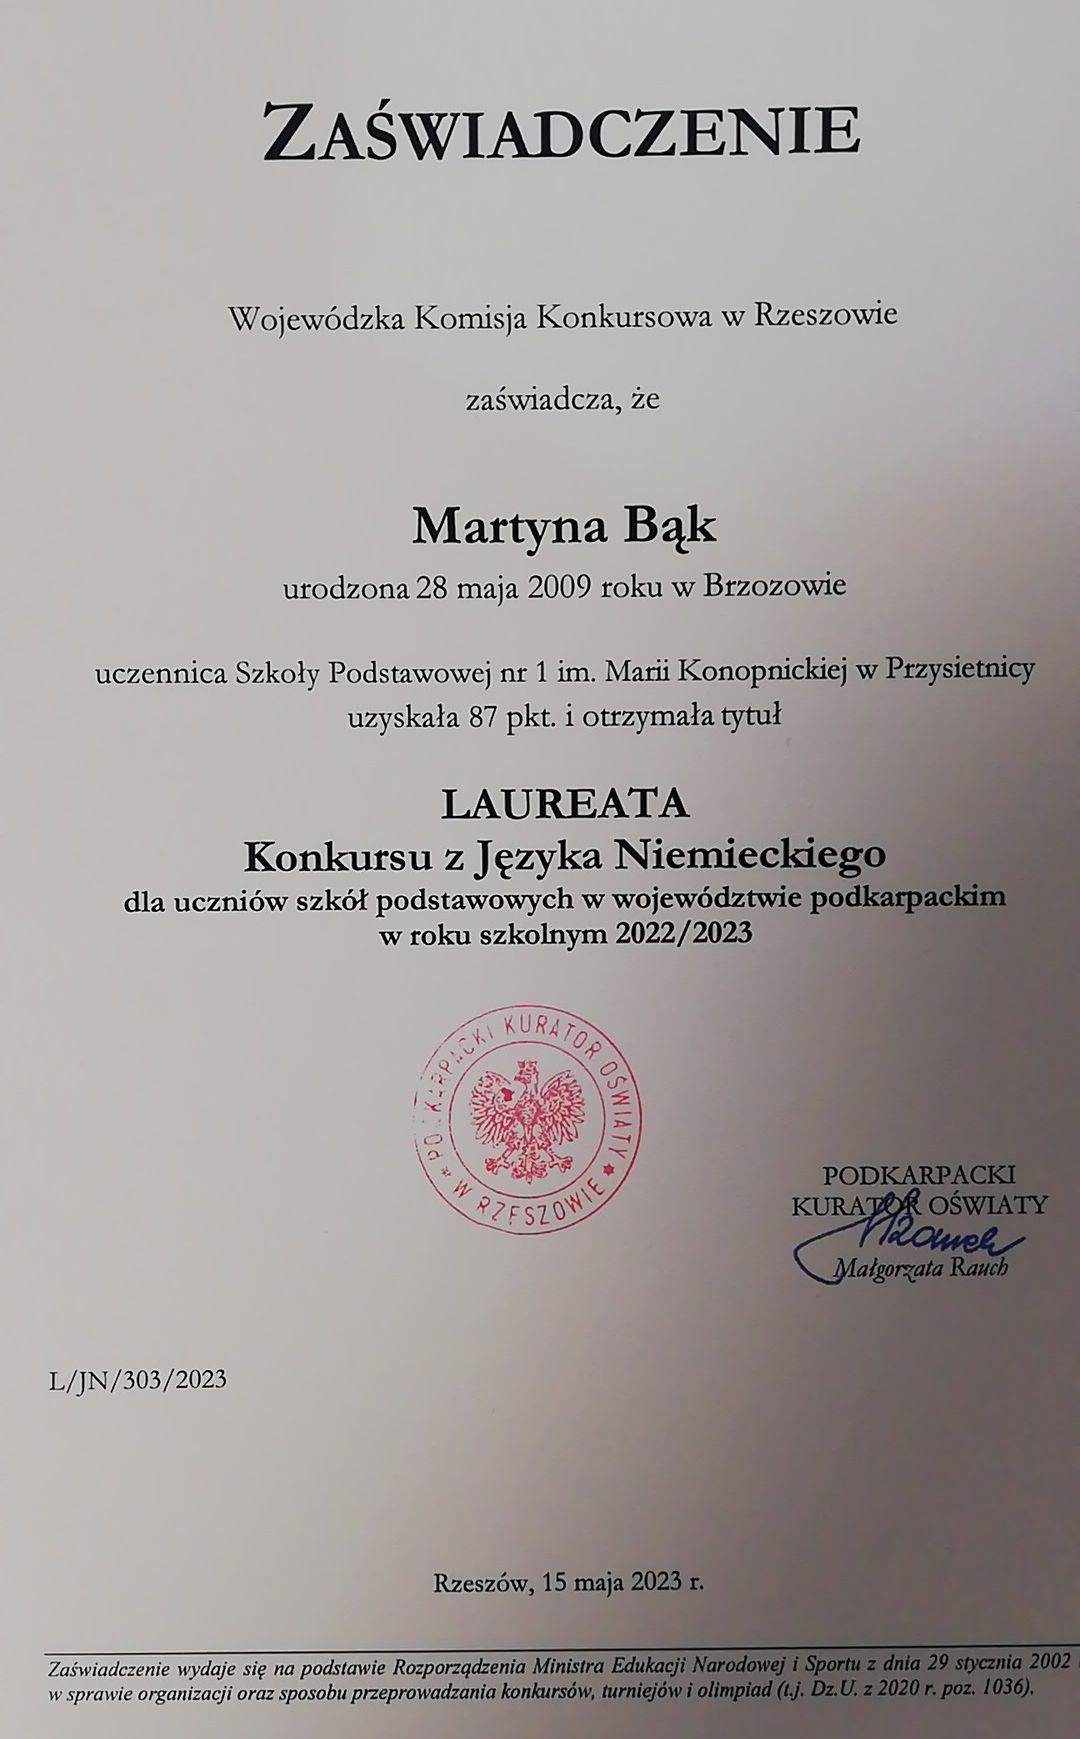 ZAŚWIADCZENIE
Wojewódzka Komisja Konkursowa w Rzeszowie
zaświadcza, że
Martyna Bąk
urodzona 28 maja 2009 roku w Brzozowie
uczennica Szkoły Podstawowej nr 1 im. Marii Konopnickiej w Przysietnicy
uzyskała 87 pkt. i otrzymała tytuł
LAUREATA
Konkursu z Języka Niemieckiego
dla uczniów szkół podstawowych w województwie podkarpackim
w roku szkolnym 2022/2023
PODKARPACKI KURATOR OŚWIATY
* W RZESZOWIE *
PODKARPACKI
KURATOR OŚWIATY
MRauch
Małgorzata Rauch
L/JN/303/2023
Rzeszów, 15 maja 2023 r.
Zaświadczenie wydaje się na podstawie Rozporządzenia Ministra Edukacji Narodowej i Sportu z dnia 29 stycznia 2002
w sprawie organizacji oraz sposobu przeprowadzania konkursów, turniejów i olimpiad (t.j. Dz.U. z 2020 r. poz. 1036).